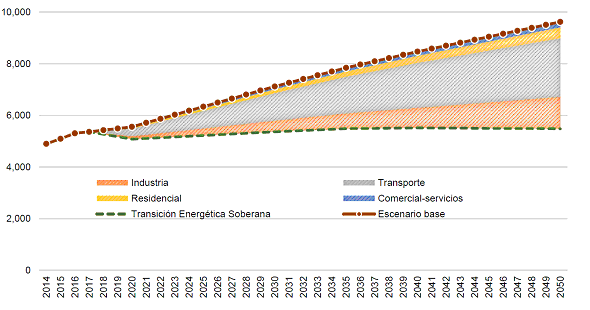 10,000
8,000
6,000
4,000
2,000
0
Industria
Transporte
Residencial
Comercial-servicios
Transición Energética Soberana
Escenario base
2014 2015 2016 2017 2018 2019 2020 2021 2022 2023 2024 2025 2026 2027 2028 2029 2030 2031 2032 2033 2034 2035 2036 2037 2038 2039 2040 2041 2042 2043 2044 2045 2046 2047 2048 2049 2050